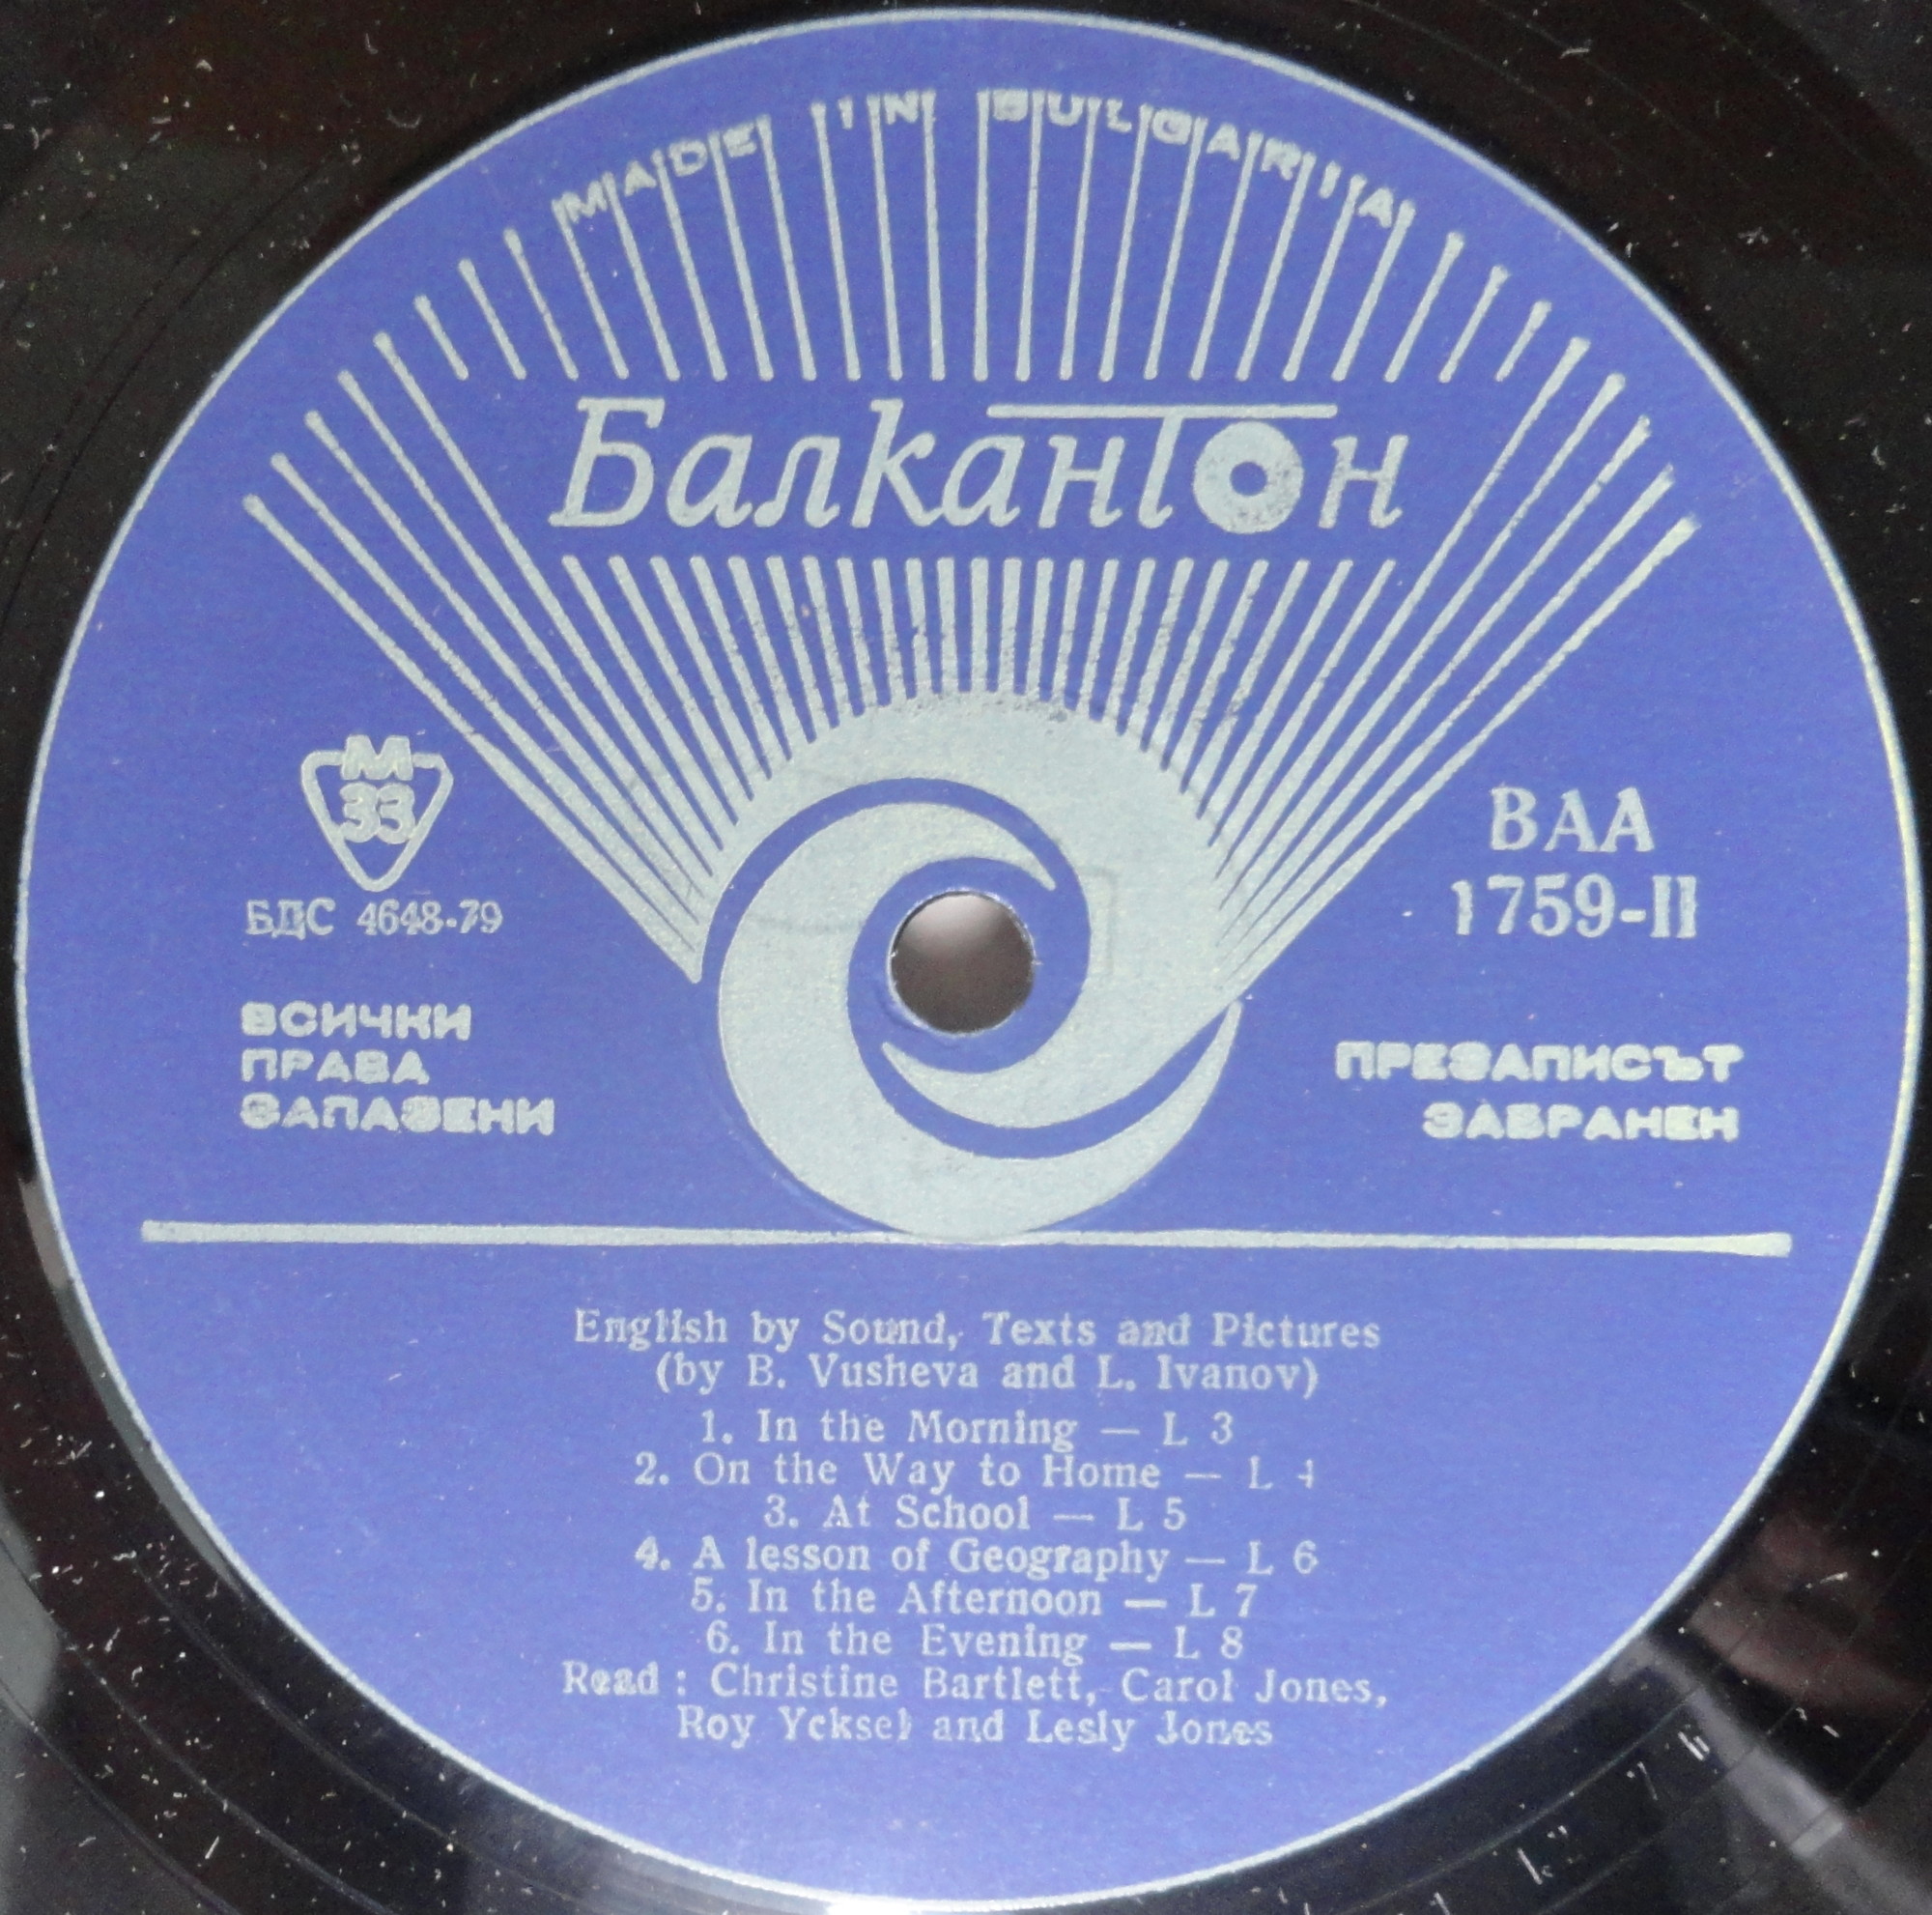 MADE IN BULGARIA
Балкантон
М
33
БДС 4648-79
ВСИЧКИ
ПРАВА
ЗАПАЗЕНИ
ВАА
1759-II
ПРЕЗАПИСЪТ
ЗАБРАНЕН
English by Sound, Texts and Pictures
(by B. Vusheva and L. Ivanov)
1. In the Morning — L 3
2. On the Way to Home — L 4
3. At School — L 5
4. A lesson of Geography — L 6
5. In the Afternoon — L 7
6. In the Evening — L 8
Read : Christine Bartlett, Carol Jones,
Roy Ycksel and Lesly Jones